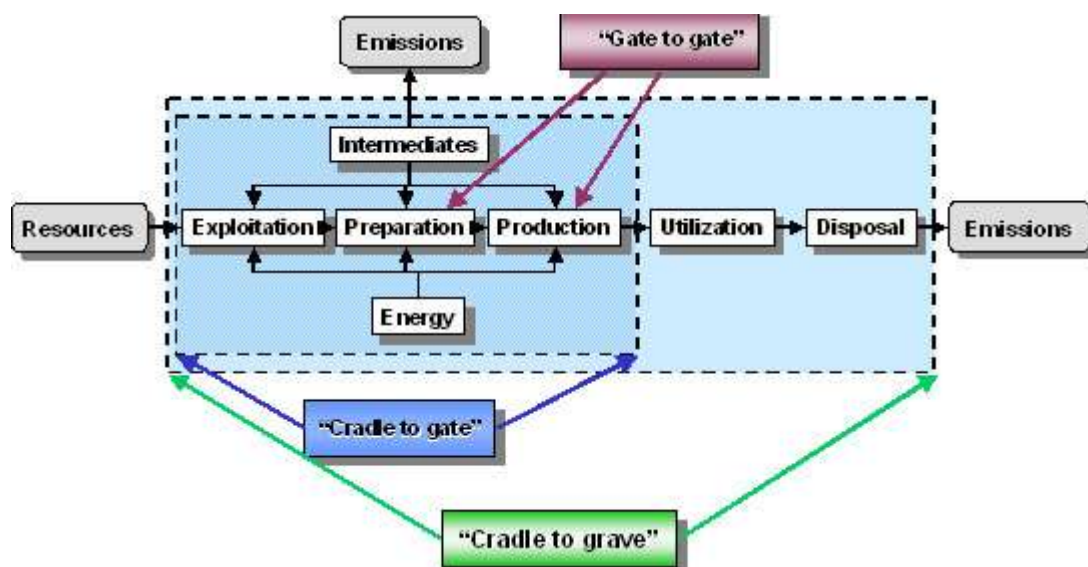 Emissions
“Gate to gate”
Intermediates
Resources
Exploitation
Preparation
Production
Utilization
Disposal
Emissions
Energy
“Cradle to gate”
“Cradle to grave”